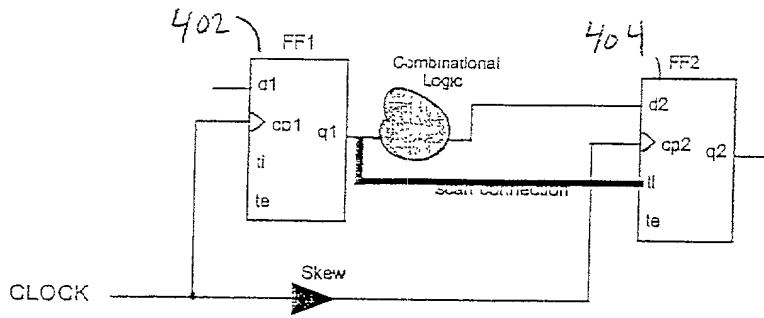 402
404
FF1
FF2
Combinational
Logic
d1
cp1
q1
ti
te
d2
cp2
q2
ti
te
scan connection
Skew
CLOCK